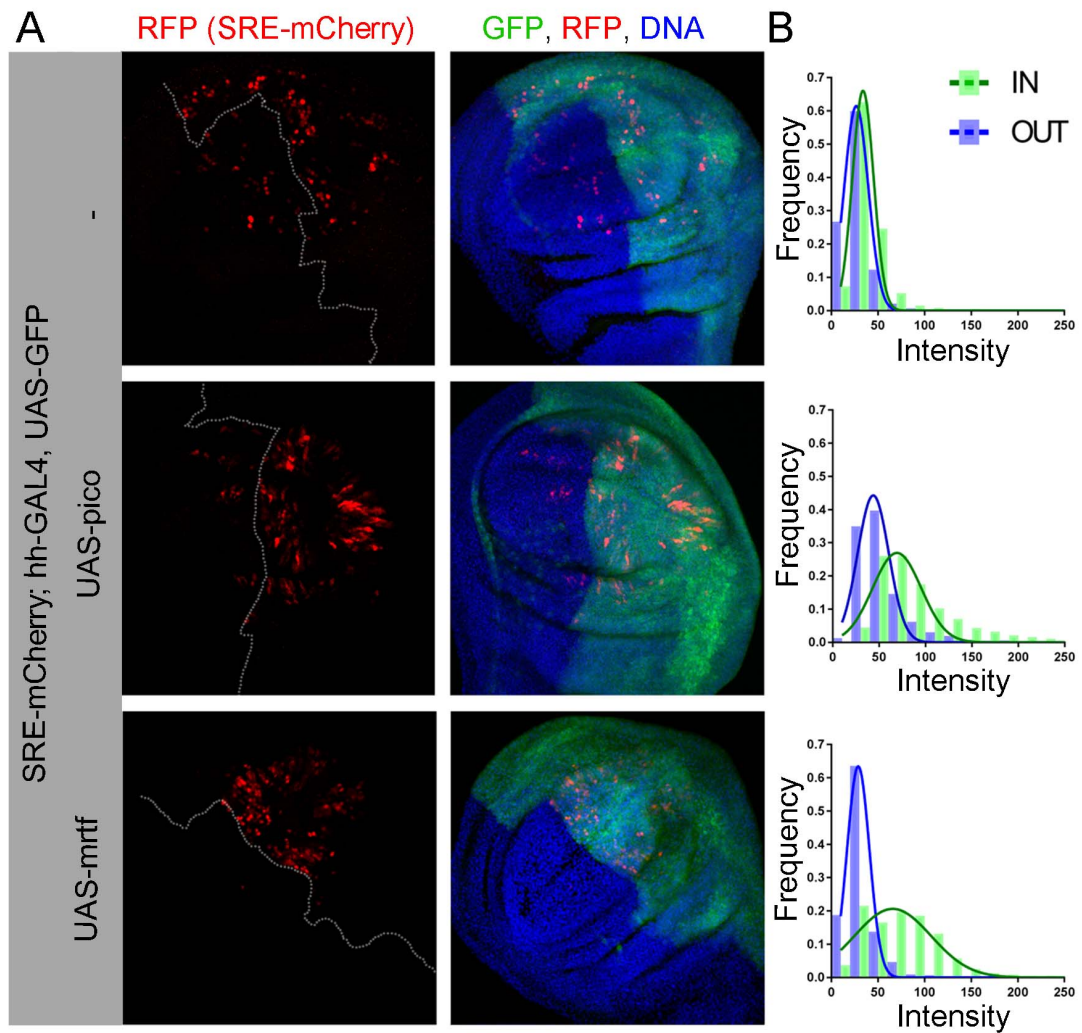 A
RFP (SRE-mCherry)
GFP, RFP, DNA
B
SRE-mCherry; hh-GAL4, UAS-GFP
-
UAS-pico
UAS-mrtf
IN
OUT
Frequency
0.7
0.6
0.5
0.4
0.3
0.2
0.1
0.0
0 50 100 150 200 250
Intensity
Frequency
0.7
0.6
0.5
0.4
0.3
0.2
0.1
0.0
0 50 100 150 200 250
Intensity
Frequency
0.7
0.6
0.5
0.4
0.3
0.2
0.1
0.0
0 50 100 150 200 250
Intensity